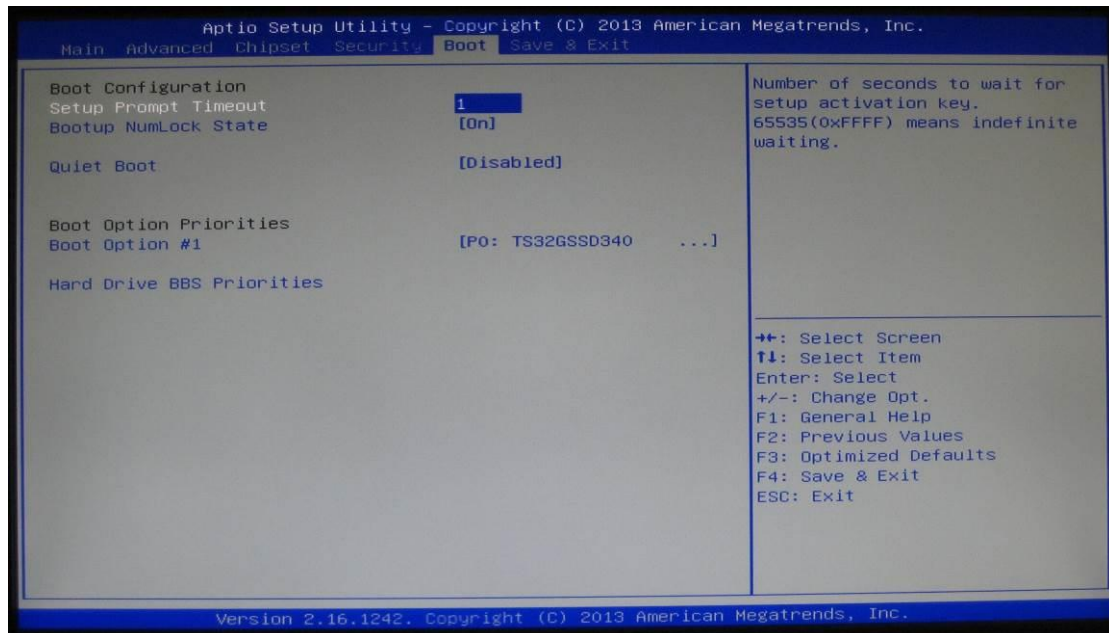 Aptio Setup Utility – Copyright (C) 2013 American Megatrends, Inc.
Main Advanced Chipset Security Boot Save & Exit
Boot Configuration
Setup Prompt Timeout 1
Bootup NumLock State [On]
Quiet Boot [Disabled]
Boot Option Priorities
Boot Option #1 [P0: TS32GSSD340 ...]
Hard Drive BBS Priorities
Number of seconds to wait for
setup activation key.
65535(0xFFFF) means indefinite
waiting.
→←: Select Screen
↑↓: Select Item
Enter: Select
+/-: Change Opt.
F1: General Help
F2: Previous Values
F3: Optimized Defaults
F4: Save & Exit
ESC: Exit
Version 2.16.1242. Copyright (C) 2013 American Megatrends, Inc.